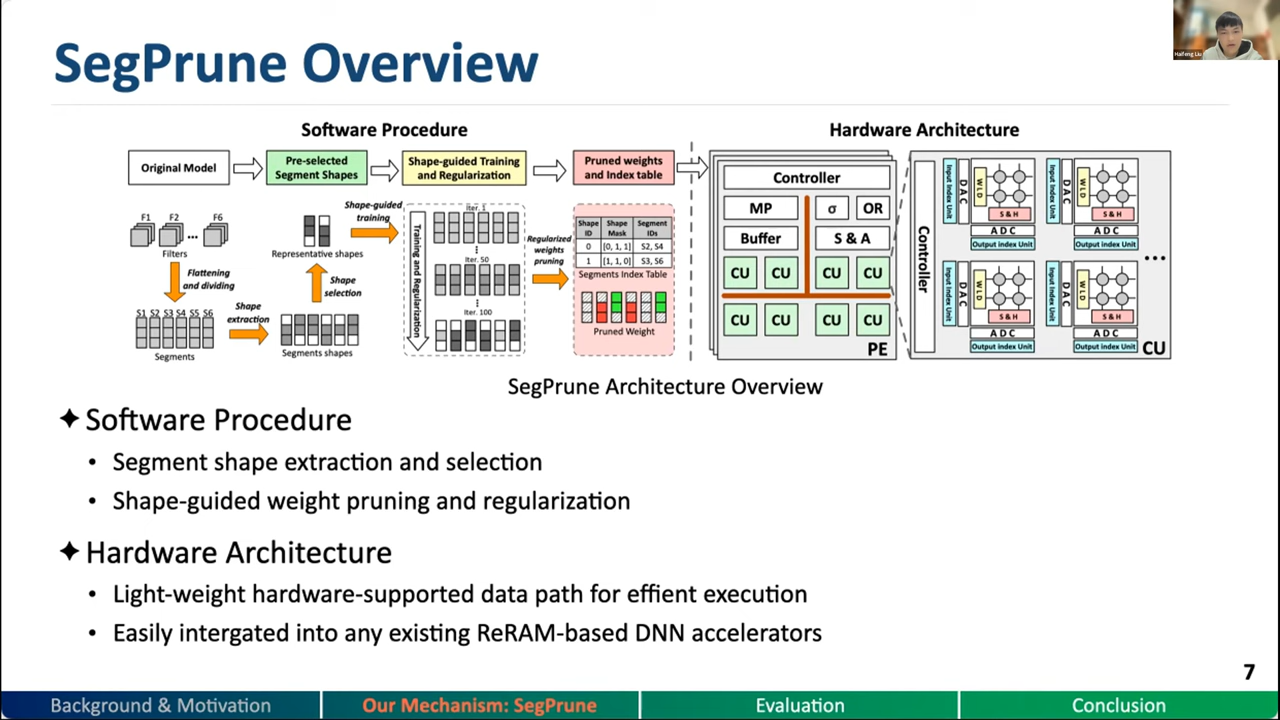 SegPrune Overview
Haifeng Liu
Software Procedure
Hardware Architecture
Original Model
Pre-selected
Segment Shapes
Shape-guided Training
and Regularization
Pruned weights
and Index table
F1 F2 F6
...
Filters
Flattening
and dividing
S1 S2 S3 S4 S5 S6
Segments
Shape
extraction
Segments shapes
Shape
selection
Representative shapes
Shape-guided
training
Training and Regularization
Iter. 1
Iter. 50
Iter. 100
Regularized
weights
pruning
Shape ID Shape Mask Segment IDs
0 [0, 1, 1] S2, S4
1 [1, 1, 0] S3, S6
Segments Index Table
Pruned Weight
Controller
MP σ OR
Buffer S & A
CU CU CU CU
CU CU CU CU
PE
Controller
Input Index Unit DAC WLD S & H ADC Output index Unit
Input Index Unit DAC WLD S & H ADC Output index Unit
...
Input Index Unit DAC WLD S & H ADC Output index Unit
Input Index Unit DAC WLD S & H ADC Output index Unit
CU
SegPrune Architecture Overview
✦ Software Procedure
• Segment shape extraction and selection
• Shape-guided weight pruning and regularization
✦ Hardware Architecture
• Light-weight hardware-supported data path for effient execution
• Easily intergated into any existing ReRAM-based DNN accelerators
7
Background & Motivation
Our Mechanism: SegPrune
Evaluation
Conclusion